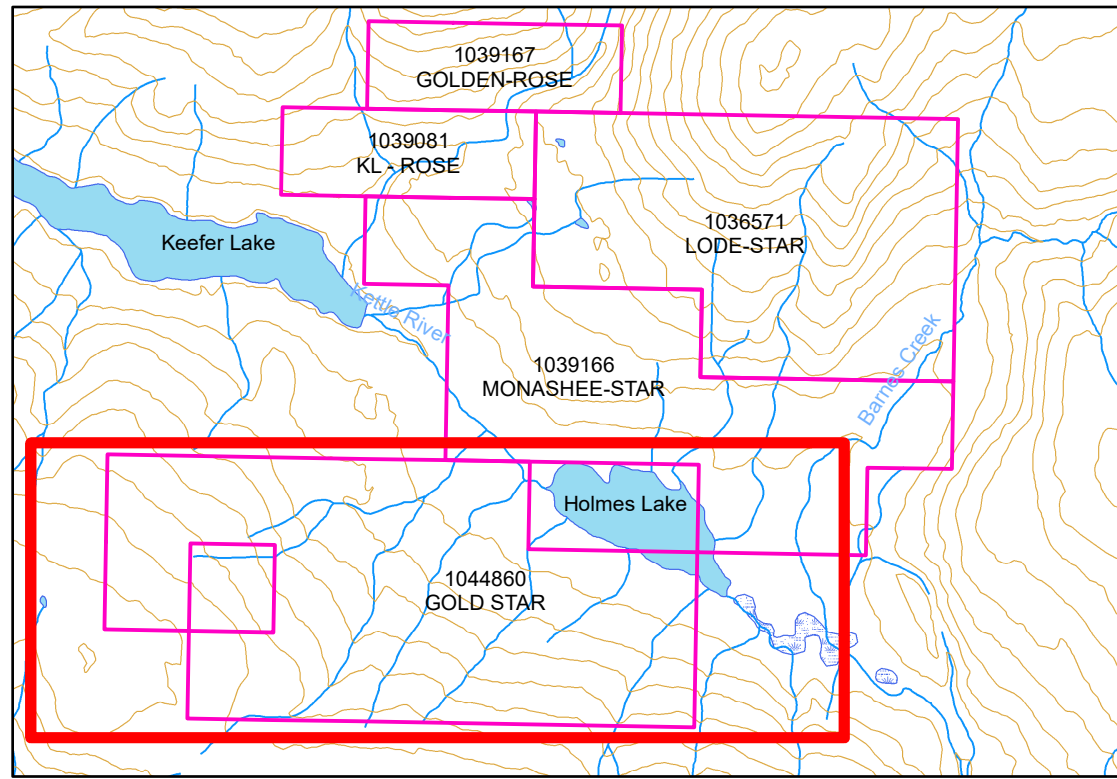 1039167
GOLDEN-ROSE
1039081
KL - ROSE
1036571
LODE-STAR
Keefer Lake
Kettle River
1039166
MONASHEE-STAR
Barnes Creek
Holmes Lake
1044860
GOLD STAR